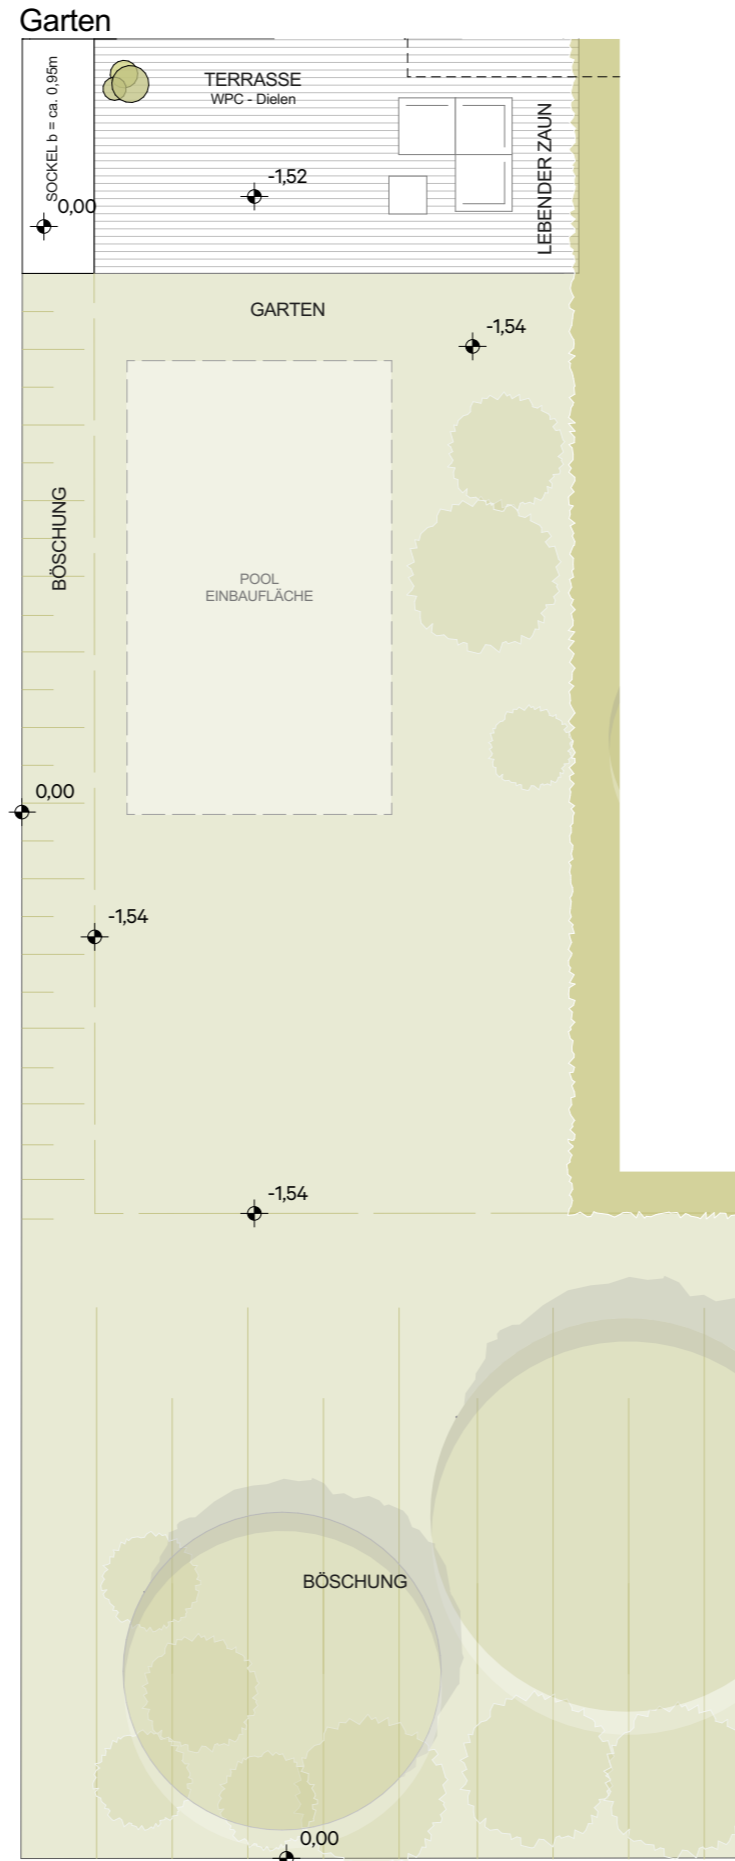 Garten
SOCKEL b = ca. 0,95m
TERRASSE
WPC - Dielen
LEBENDER ZAUN
-1,52
0,00
GARTEN
-1,54
BÖSCHUNG
POOL
EINBAUFLÄCHE
0,00
-1,54
-1,54
BÖSCHUNG
0,00